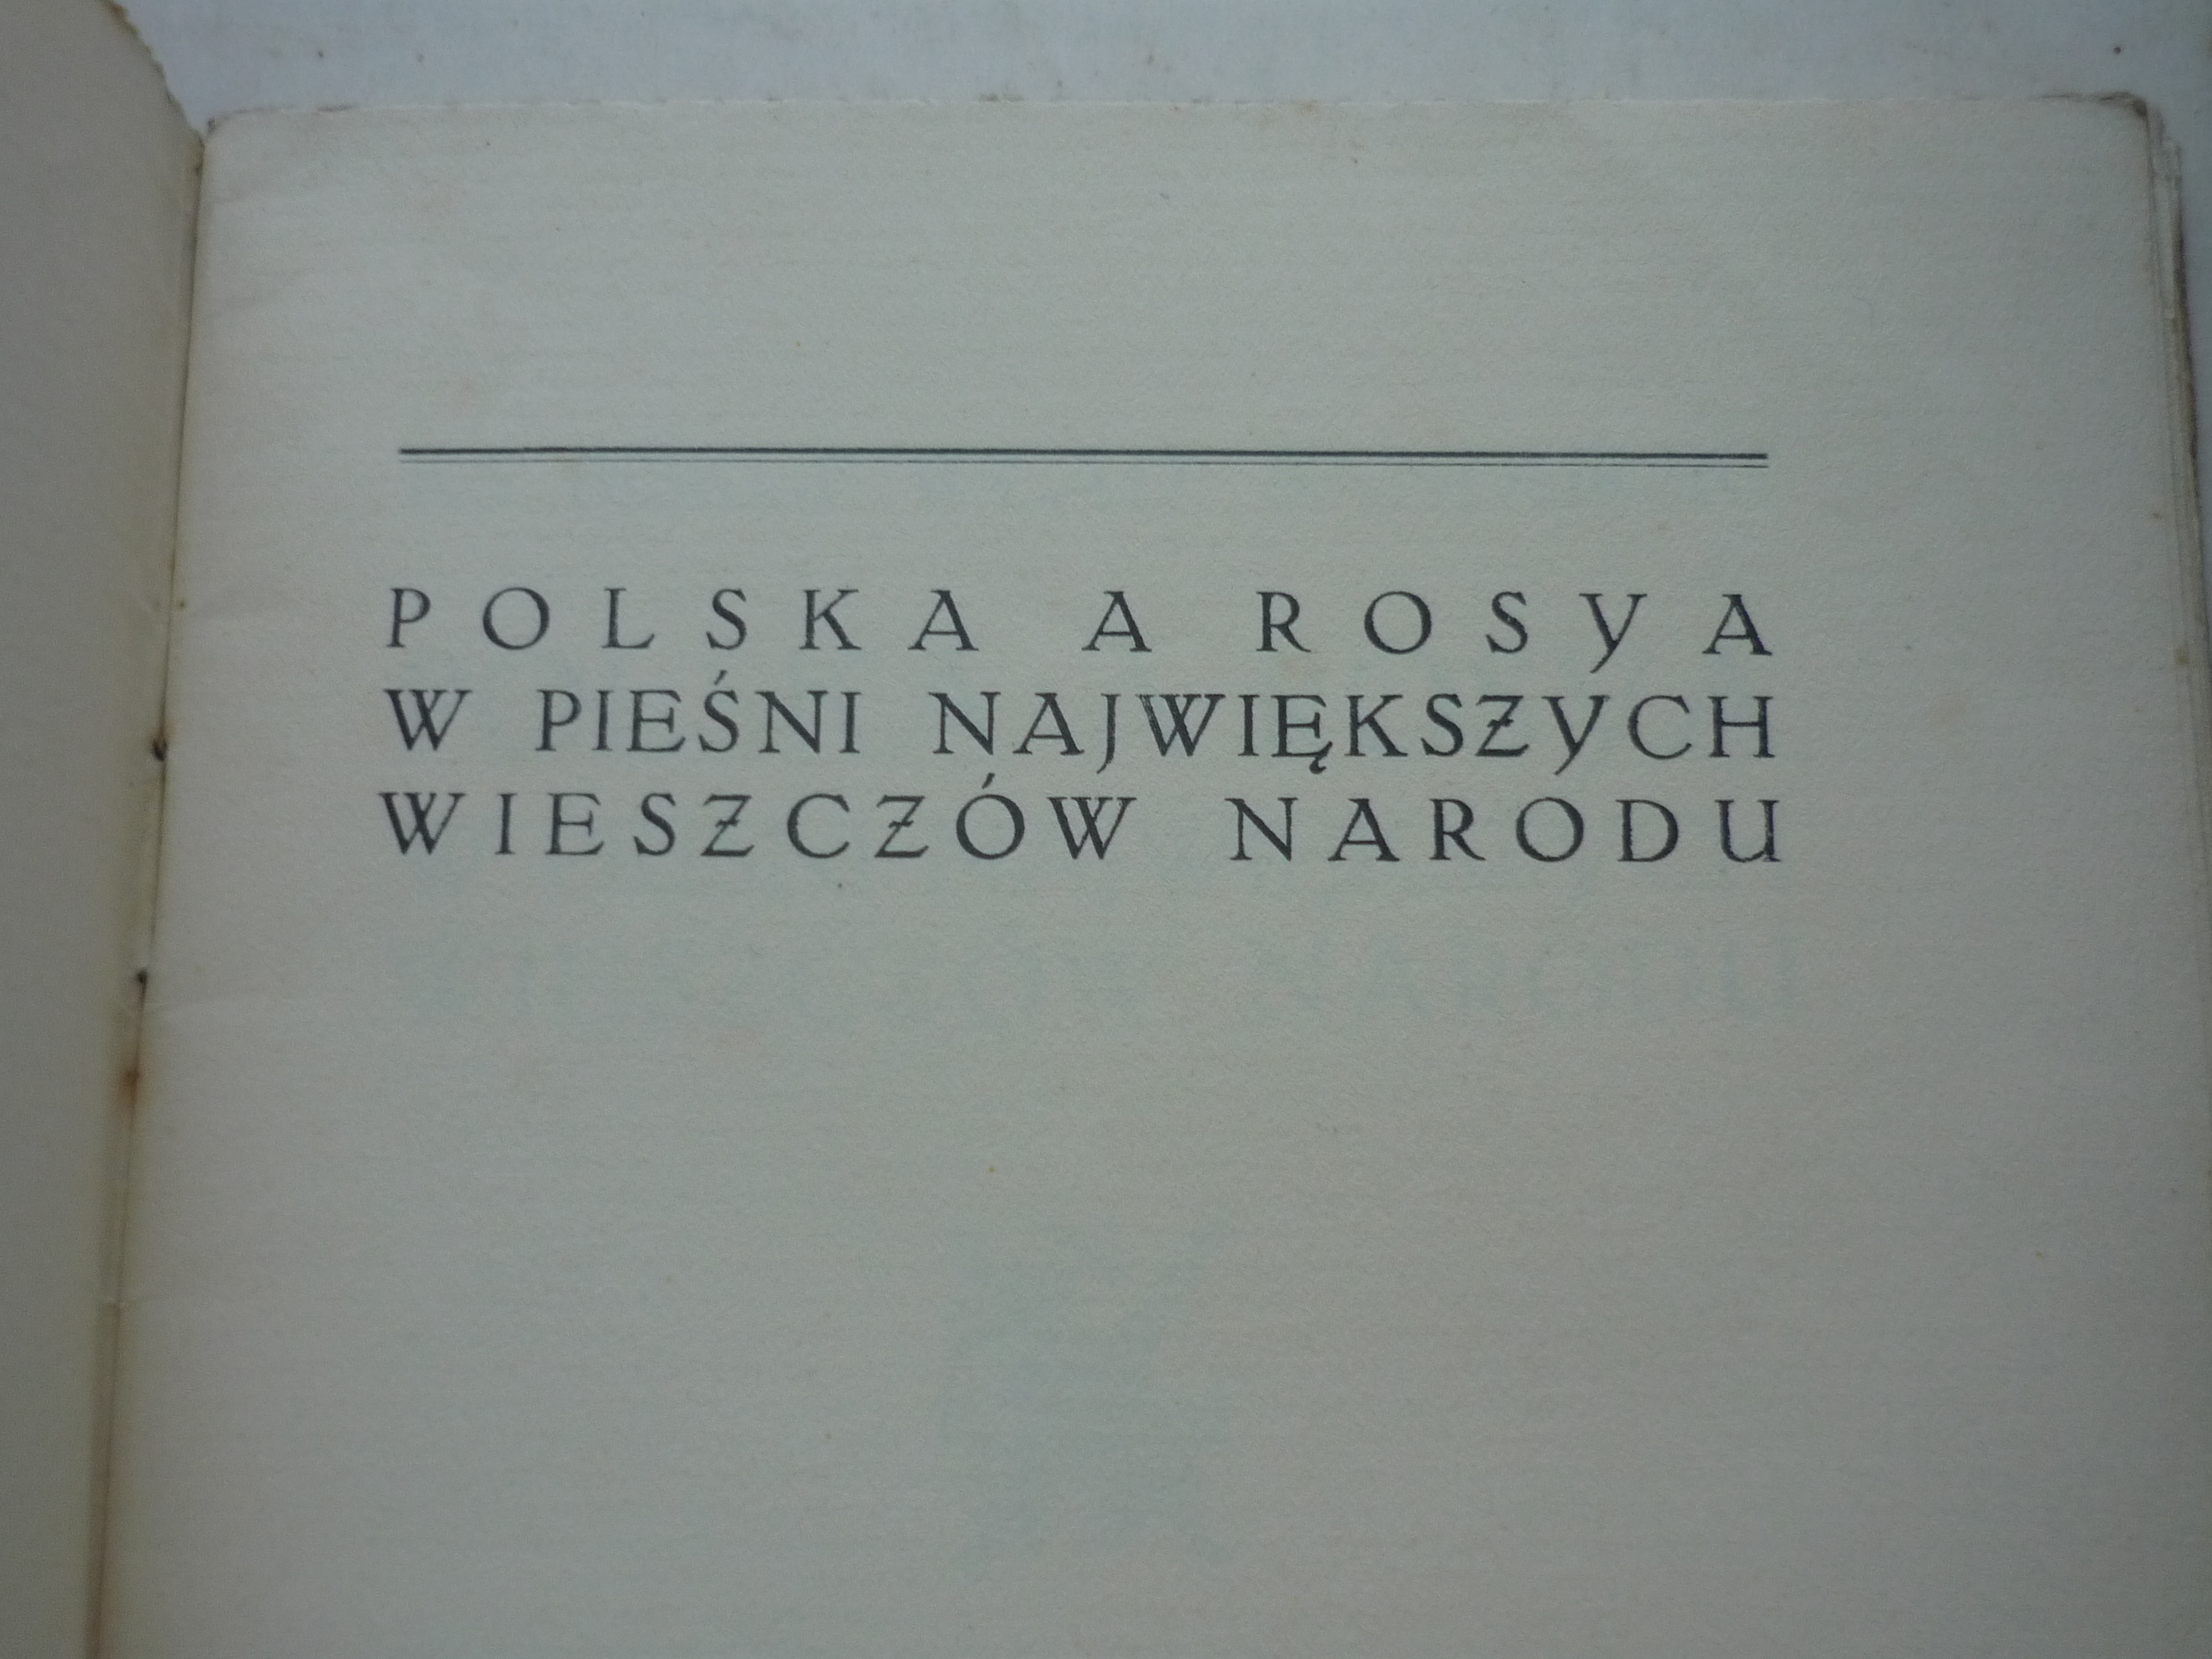 POLSKA A ROSYA
W PIEŚNI NAJWIĘKSZYCH
WIESZCZÓW NARODU